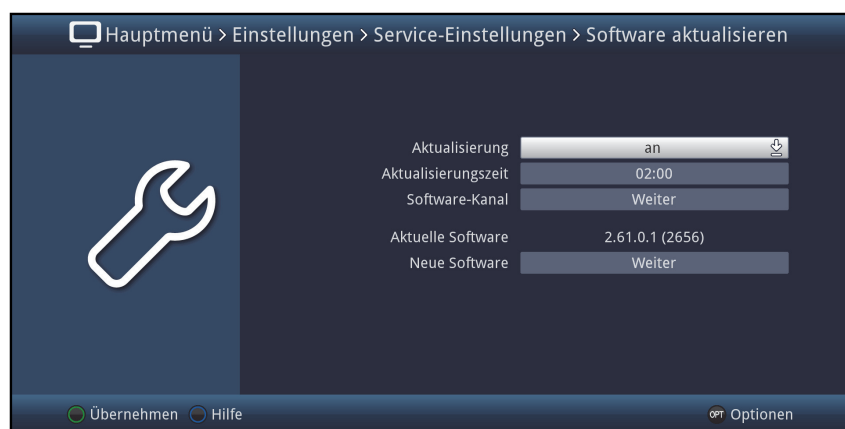 Hauptmenü > Einstellungen > Service-Einstellungen > Software aktualisieren
Aktualisierung an
Aktualisierungszeit 02:00
Software-Kanal Weiter
Aktuelle Software 2.61.0.1 (2656)
Neue Software Weiter
Übernehmen Hilfe OPT Optionen